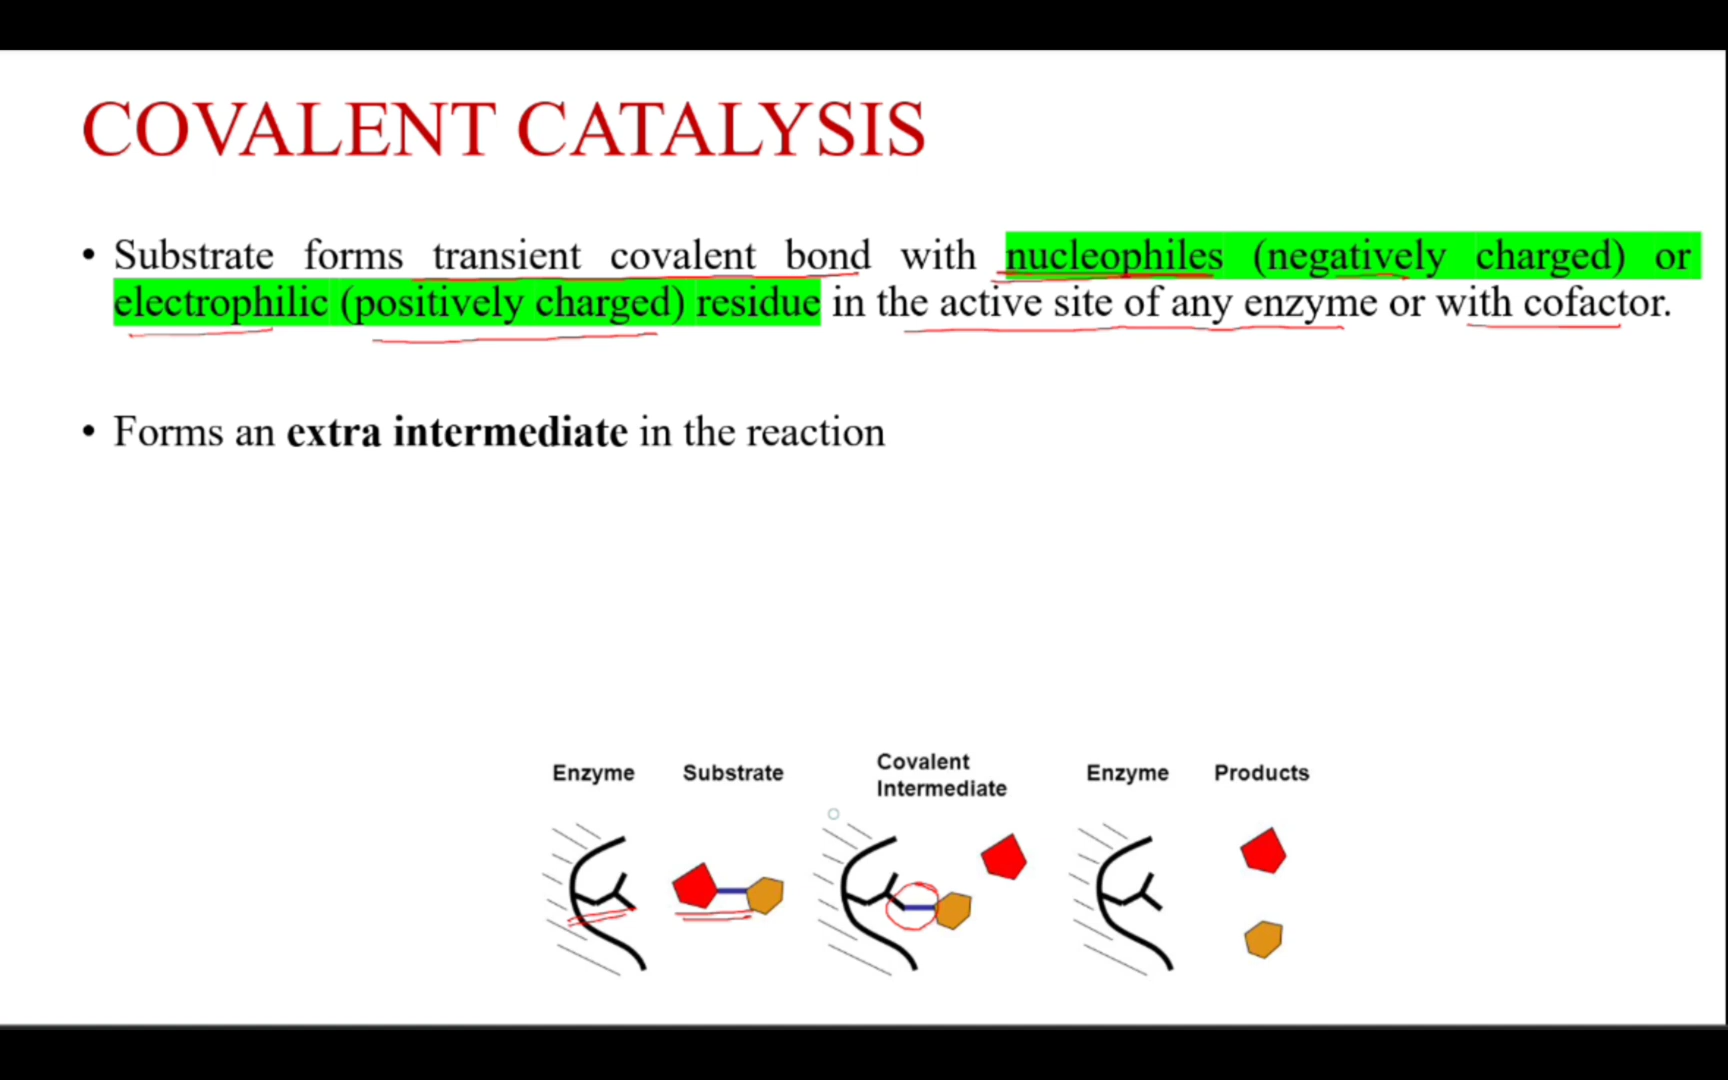 COVALENT CATALYSIS
• Substrate forms transient covalent bond with nucleophiles (negatively charged) or
electrophilic (positively charged) residue in the active site of any enzyme or with cofactor.
• Forms an extra intermediate in the reaction
Enzyme Substrate Covalent Intermediate Enzyme Products